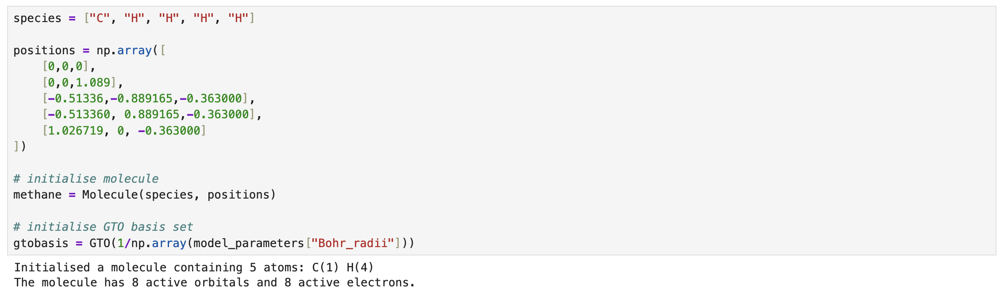 species = ["C", "H", "H", "H", "H"]
positions = np.array([
[0,0,0],
[0,0,1.089],
[-0.51336,-0.889165,-0.363000],
[-0.513360, 0.889165,-0.363000],
[1.026719, 0, -0.363000]
])
# initialise molecule
methane = Molecule(species, positions)
# initialise GTO basis set
gtobasis = GTO(1/np.array(model_parameters["Bohr_radii"]))
Initialised a molecule containing 5 atoms: C(1) H(4)
The molecule has 8 active orbitals and 8 active electrons.